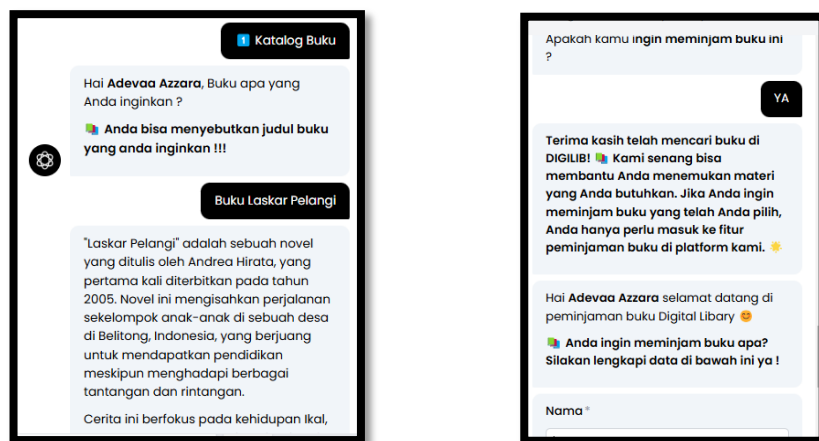 1 Katalog Buku
Hai Adevaa Azzara, Buku apa yang
Anda inginkan ?
Anda bisa menyebutkan judul buku
yang anda inginkan !!!
Buku Laskar Pelangi
"Laskar Pelangi" adalah sebuah novel
yang ditulis oleh Andrea Hirata, yang
pertama kali diterbitkan pada tahun
2005. Novel ini mengisahkan perjalanan
sekelompok anak-anak di sebuah desa
di Belitong, Indonesia, yang berjuang
untuk mendapatkan pendidikan
meskipun menghadapi berbagai
tantangan dan rintangan.
Cerita ini berfokus pada kehidupan Ikal,
Apakah kamu ingin meminjam buku ini
?
YA
Terima kasih telah mencari buku di
DIGILIB! Kami senang bisa
membantu Anda menemukan materi
yang Anda butuhkan. Jika Anda ingin
meminjam buku yang telah Anda pilih,
Anda hanya perlu masuk ke fitur
peminjaman buku di platform kami.
Hai Adevaa Azzara selamat datang di
peminjaman buku Digital Libary
Anda ingin meminjam buku apa?
Silakan lengkapi data di bawah ini ya !
Nama *